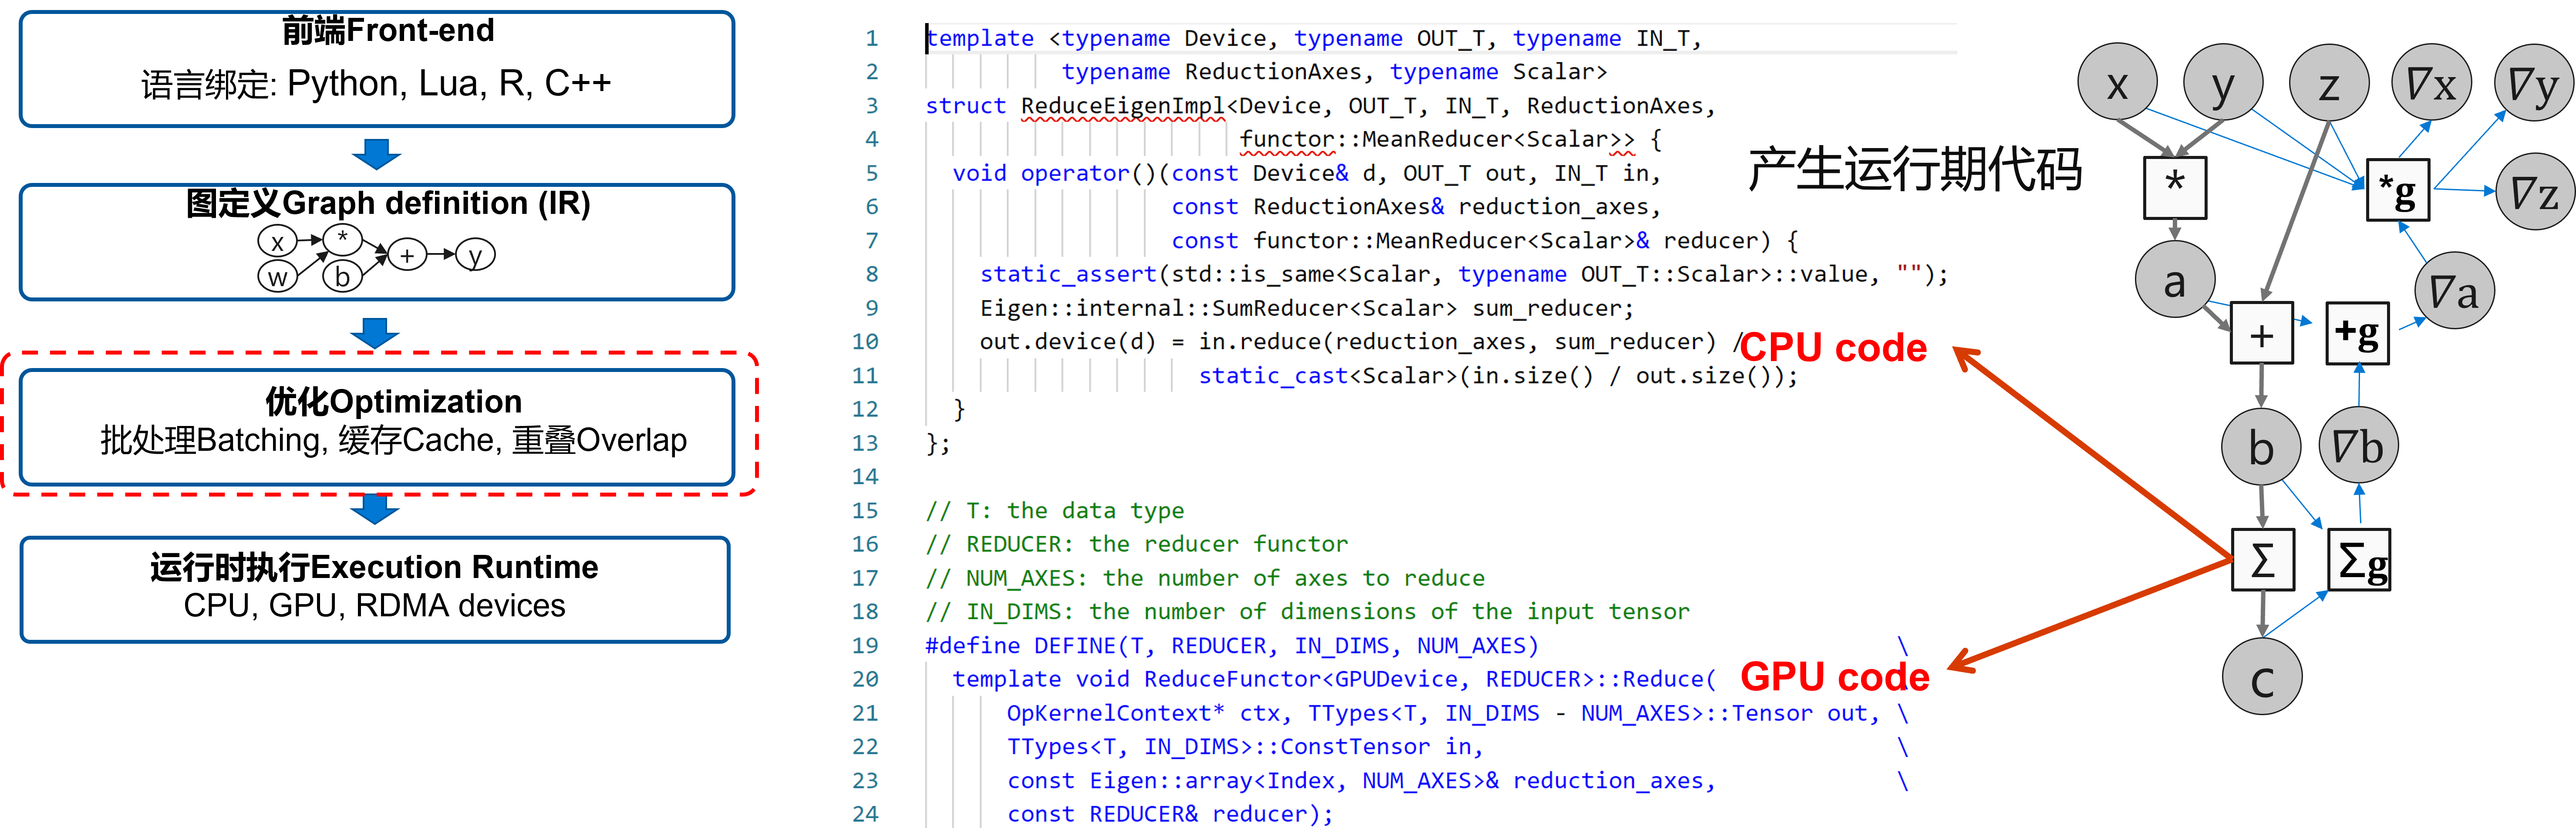 前端Front-end
语言绑定: Python, Lua, R, C++
图定义Graph definition (IR)
x * + y
w b
优化Optimization
批处理Batching, 缓存Cache, 重叠Overlap
运行时执行Execution Runtime
CPU, GPU, RDMA devices
1 template <typename Device, typename OUT_T, typename IN_T,
2 typename ReductionAxes, typename Scalar>
3 struct ReduceEigenImpl<Device, OUT_T, IN_T, ReductionAxes,
4 functor::MeanReducer<Scalar>> {
5 void operator()(const Device& d, OUT_T out, IN_T in,
6 const ReductionAxes& reduction_axes,
7 const functor::MeanReducer<Scalar>& reducer) {
8 static_assert(std::is_same<Scalar, typename OUT_T::Scalar>::value, "");
9 Eigen::internal::SumReducer<Scalar> sum_reducer;
10 out.device(d) = in.reduce(reduction_axes, sum_reducer) /
11 static_cast<Scalar>(in.size() / out.size());
12 }
13 };
14
15 // T: the data type
16 // REDUCER: the reducer functor
17 // NUM_AXES: the number of axes to reduce
18 // IN_DIMS: the number of dimensions of the input tensor
19 #define DEFINE(T, REDUCER, IN_DIMS, NUM_AXES) \
20 template void ReduceFunctor<GPUDevice, REDUCER>::Reduce( \
21 OpKernelContext* ctx, TTypes<T, IN_DIMS - NUM_AXES>::Tensor out, \
22 TTypes<T, IN_DIMS>::ConstTensor in, \
23 const Eigen::array<Index, NUM_AXES>& reduction_axes, \
24 const REDUCER& reducer);
产生运行期代码
CPU code
GPU code
x y z ∇x ∇y
* *g ∇z
a ∇a
+ +g
b ∇b
Σ Σg
c